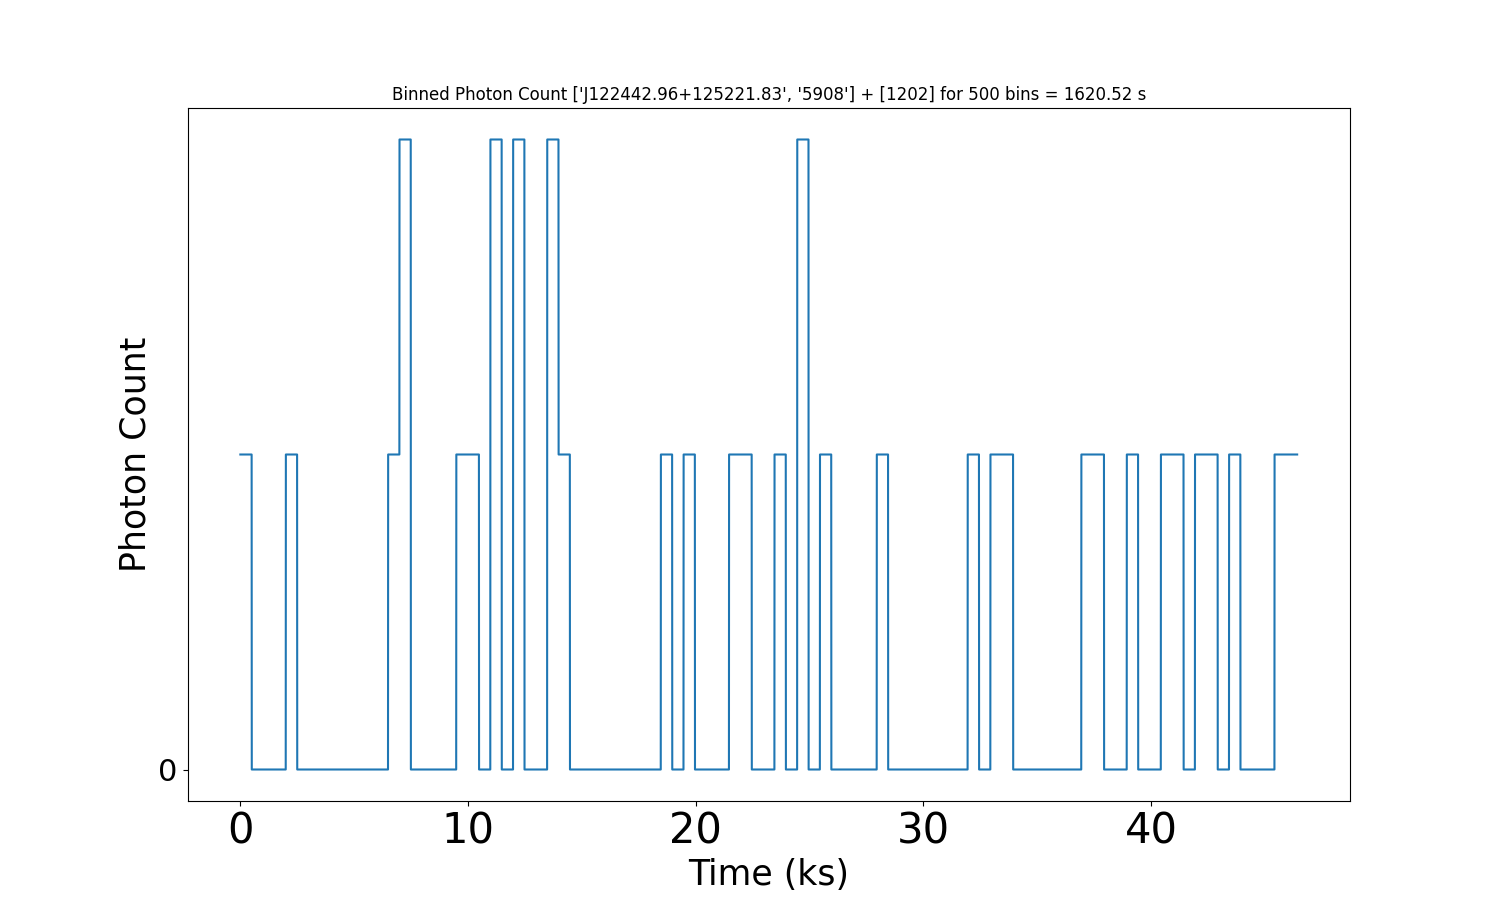 Binned Photon Count ['J122442.96+125221.83', '5908'] + [1202] for 500 bins = 1620.52 s
Photon Count
0
0 10 20 30 40
Time (ks)